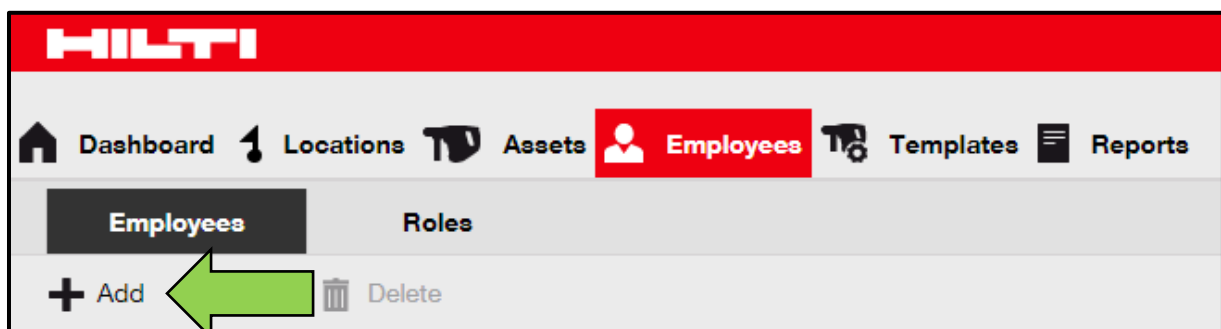 HILTI
Dashboard Locations Assets Employees Templates Reports
Employees Roles
Add Delete